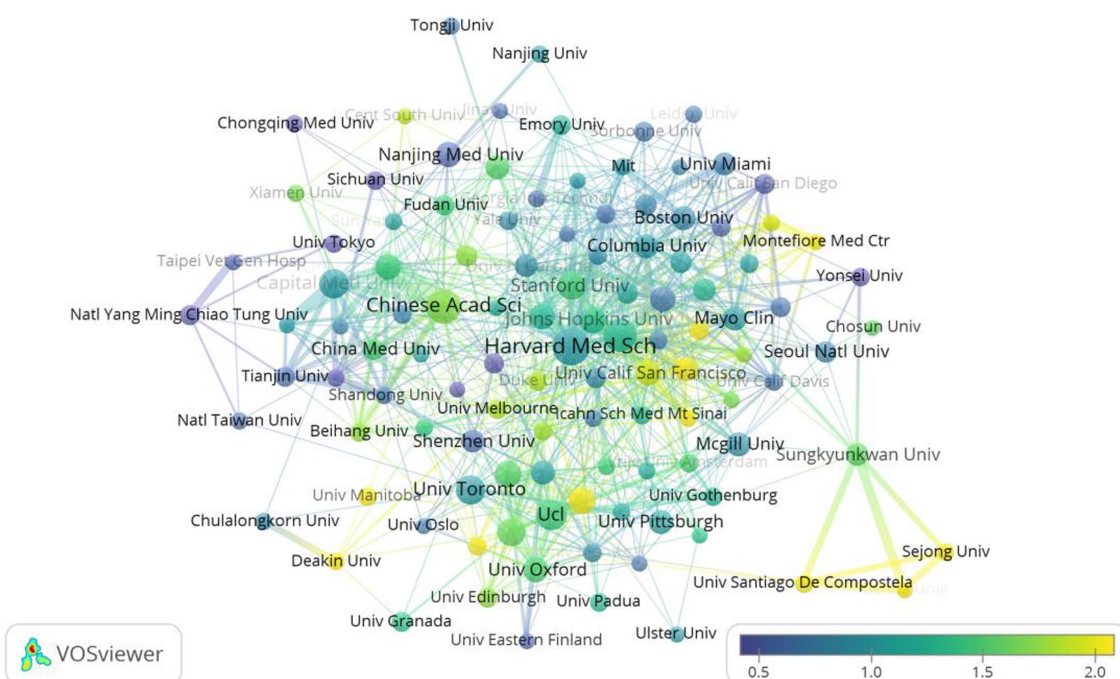 Tongji Univ
Nanjing Univ
Cent South Univ
Jinan Univ
Leiden Univ
Chongqing Med Univ
Emory Univ
Sorbonne Univ
Nanjing Med Univ
Mit
Univ Miami
Sichuan Univ
Univ Calif San Diego
Xiamen Univ
Fudan Univ
Yale Univ
Boston Univ
Univ Tokyo
Columbia Univ
Montefiore Med Ctr
Taipei Vet Gen Hosp
Yonsei Univ
Capital Med Univ
Stanford Univ
Chinese Acad Sci
Natl Yang Ming Chiao Tung Univ
Johns Hopkins Univ
Mayo Clin
Chosun Univ
China Med Univ
Harvard Med Sch
Seoul Natl Univ
Tianjin Univ
Duke Univ
Univ Calif San Francisco
Univ Calif Davis
Shandong Univ
Univ Melbourne
Icahn Sch Med Mt Sinai
Natl Taiwan Univ
Beihang Univ
Shenzhen Univ
Mcgill Univ
Sungkyunkwan Univ
Amsterdam
Univ Manitoba
Univ Toronto
Univ Gothenburg
Chulalongkorn Univ
Univ Oslo
Ucl
Univ Pittsburgh
Deakin Univ
Univ Oxford
Sejong Univ
Univ Santiago De Compostela
Univ Edinburgh
Univ Padua
Univ Granada
Univ Eastern Finland
Ulster Univ
VOSviewer
0.5 1.0 1.5 2.0